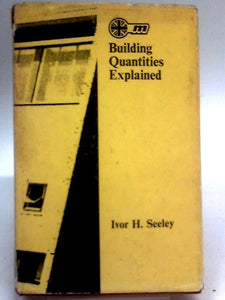 m
Building
Quantities
Explained
Ivor H. Seeley